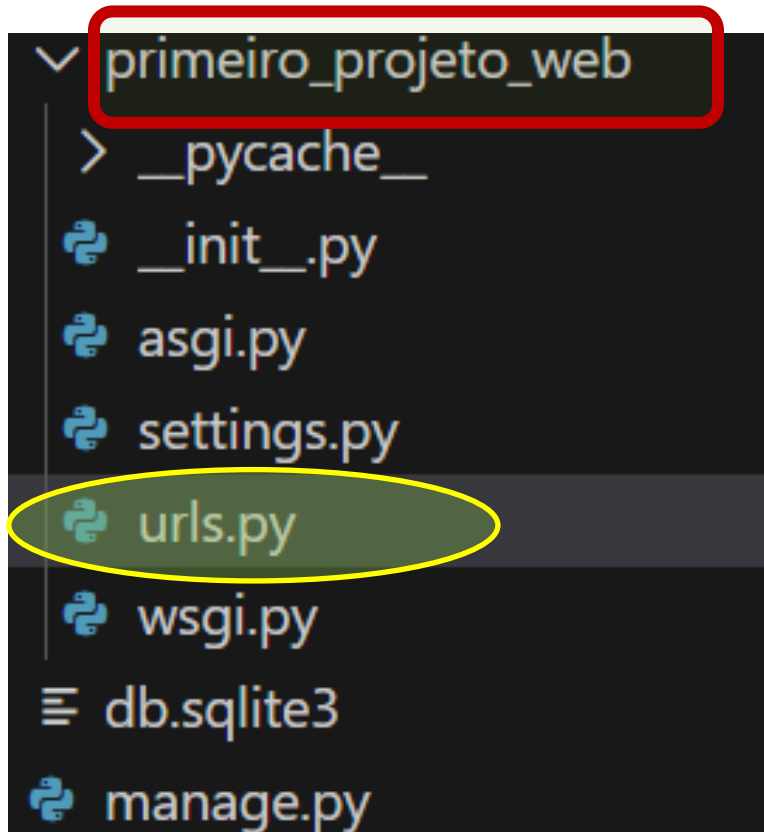 primeiro_projeto_web
__pycache__
__init__.py
asgi.py
settings.py
urls.py
wsgi.py
db.sqlite3
manage.py